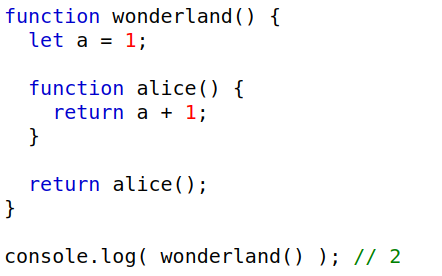 function wonderland() {
  let a = 1;

  function alice() {
    return a + 1;
  }

  return alice();
}

console.log( wonderland() ); // 2